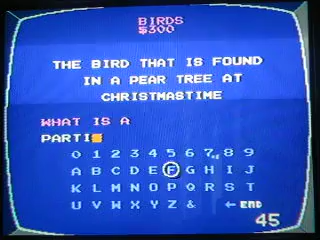 BIRDS
$300
THE BIRD THAT IS FOUND
IN A PEAR TREE AT
CHRISTMASTIME
WHAT IS A
PARTI
0 1 2 3 4 5 6 7 8 9
A B C D E F G H I J
K L M N O P Q R S T
U V W X Y Z & ← END
45